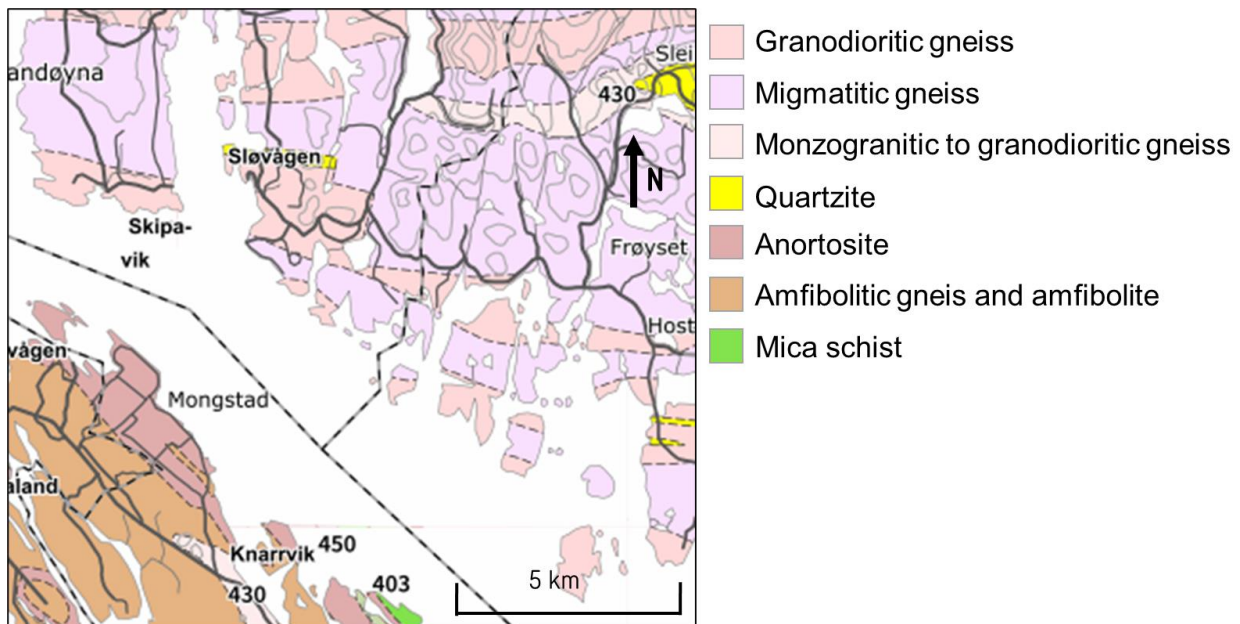 andøyna
Slei
430
Sløvågen
N
Skipa-
vik
Frøyset
Host
vågen
Mongstad
aland
Knarrvik
450
430
403
5 km
Granodioritic gneiss
Migmatitic gneiss
Monzogranitic to granodioritic gneiss
Quartzite
Anortosite
Amfibolitic gneis and amfibolite
Mica schist